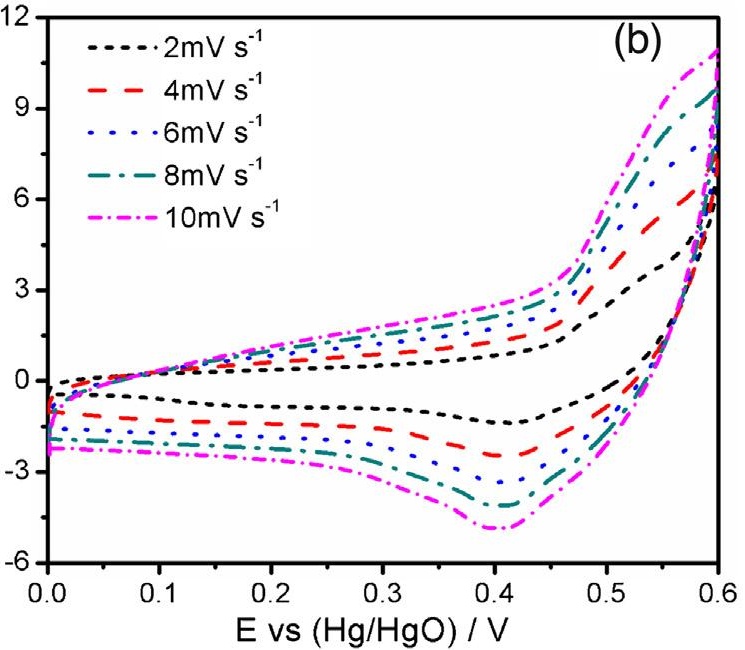 (b)
2mV s⁻¹
4mV s⁻¹
6mV s⁻¹
8mV s⁻¹
10mV s⁻¹
12
9
6
3
0
-3
-6
0.0 0.1 0.2 0.3 0.4 0.5 0.6
E vs (Hg/HgO) / V